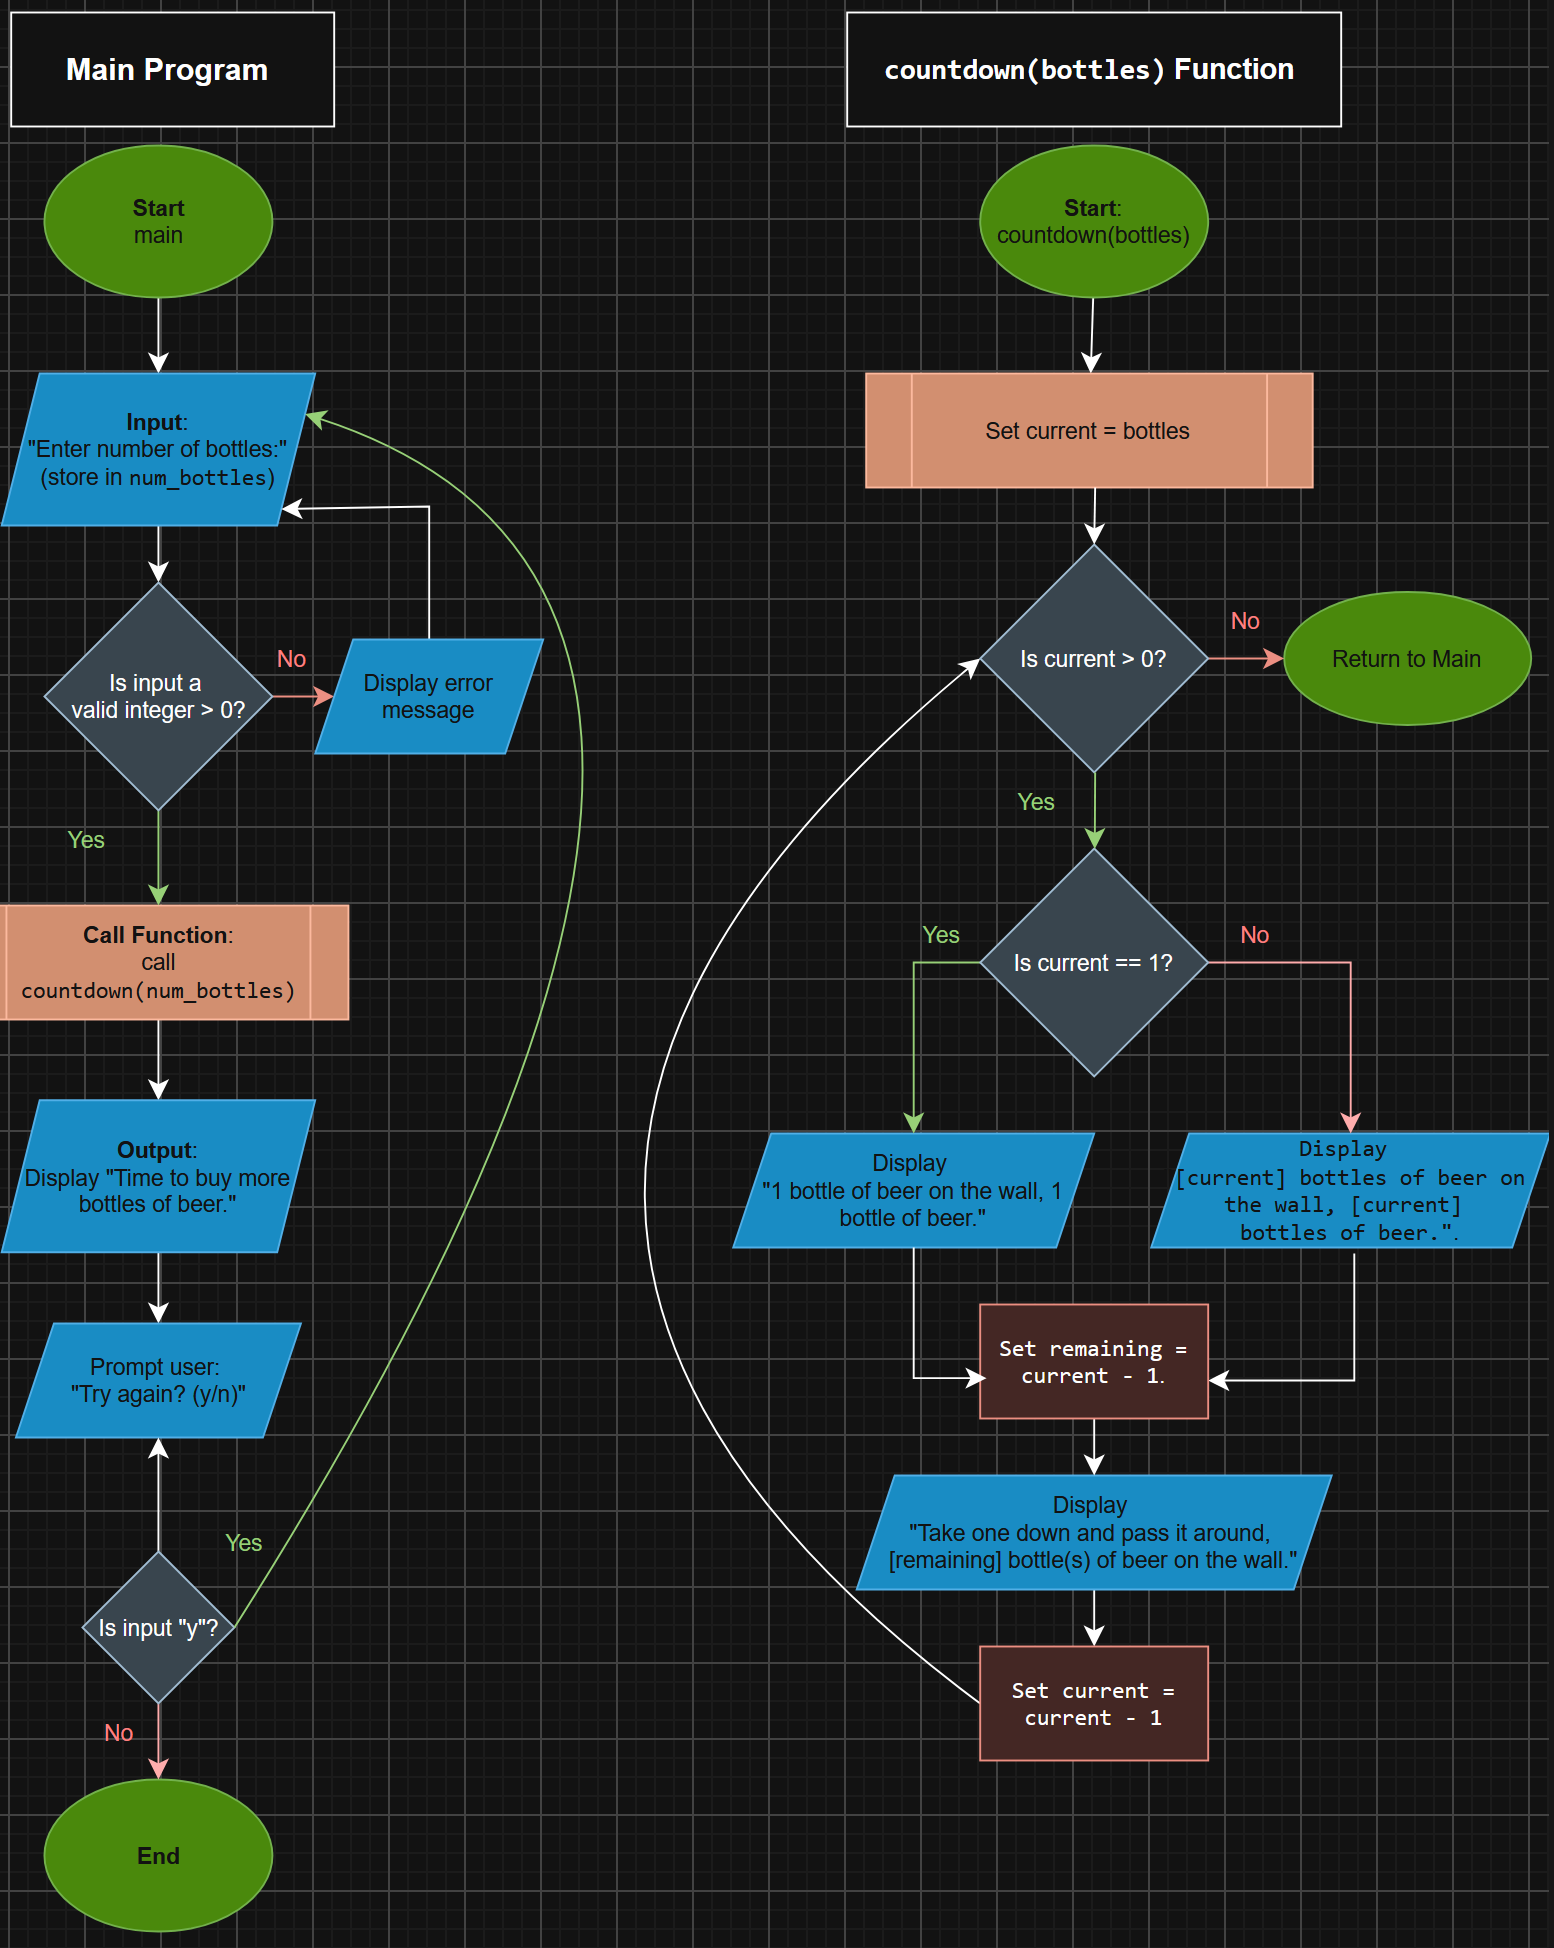 Main Program
Start
main
Input:
"Enter number of bottles:"
(store in num_bottles)
Is input a
valid integer > 0?
No
Display error
message
Yes
Call Function:
call
countdown(num_bottles)
Output:
Display "Time to buy more
bottles of beer."
Prompt user:
"Try again? (y/n)"
Yes
Is input "y"?
No
End
countdown(bottles) Function
Start:
countdown(bottles)
Set current = bottles
Is current > 0?
No
Return to Main
Yes
Is current == 1?
Yes
No
Display
"1 bottle of beer on the wall, 1
bottle of beer."
Display
[current] bottles of beer on
the wall, [current]
bottles of beer.".
Set remaining =
current - 1.
Display
"Take one down and pass it around,
[remaining] bottle(s) of beer on the wall."
Set current =
current - 1